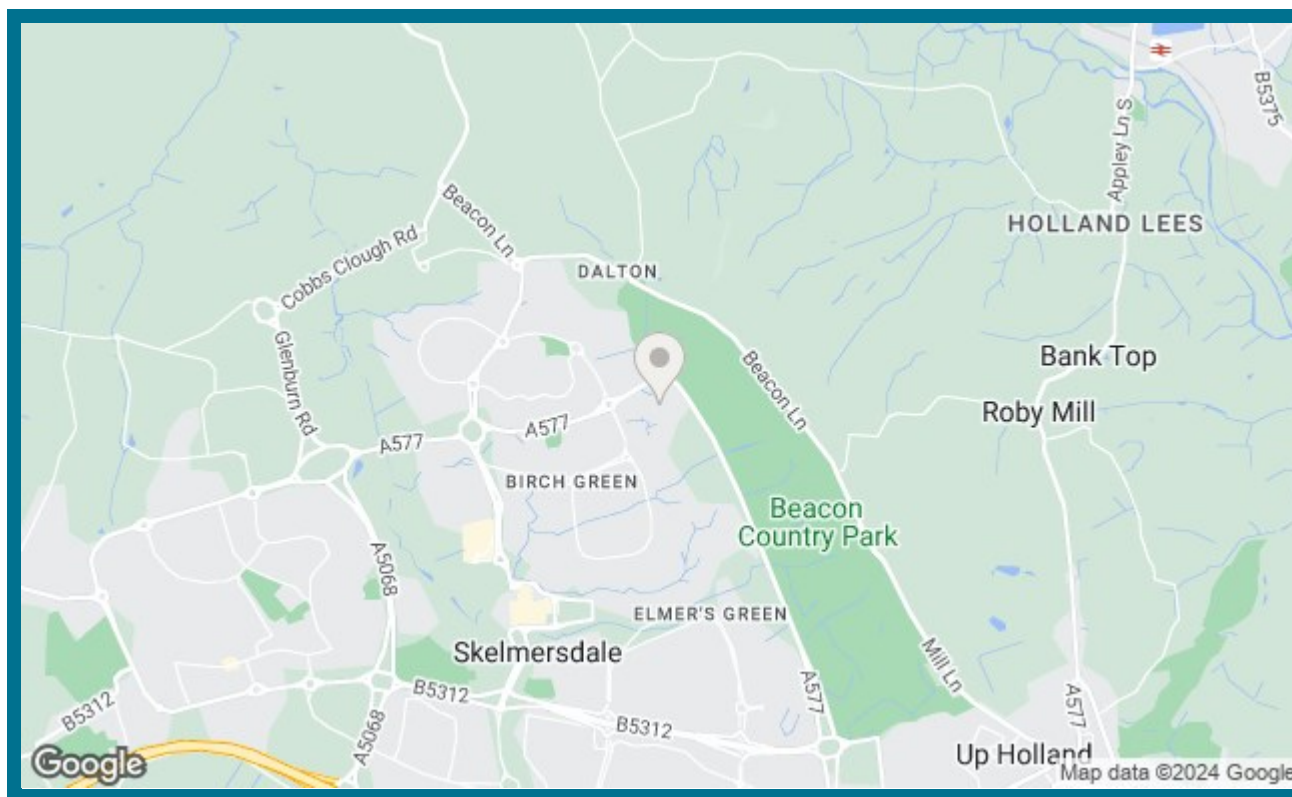 B5375
Appley Ln S
HOLLAND LEES
Beacon Ln
Cobbs Clough Rd
DALTON
Glenburn Rd
Bank Top
Beacon Ln
Roby Mill
A577
A577
BIRCH GREEN
Beacon
Country Park
A5068
ELMER'S GREEN
Skelmersdale
Mill Ln
A577
A577
B5312
B5312
B5312
A5068
Up Holland
Google
Map data ©2024 Google